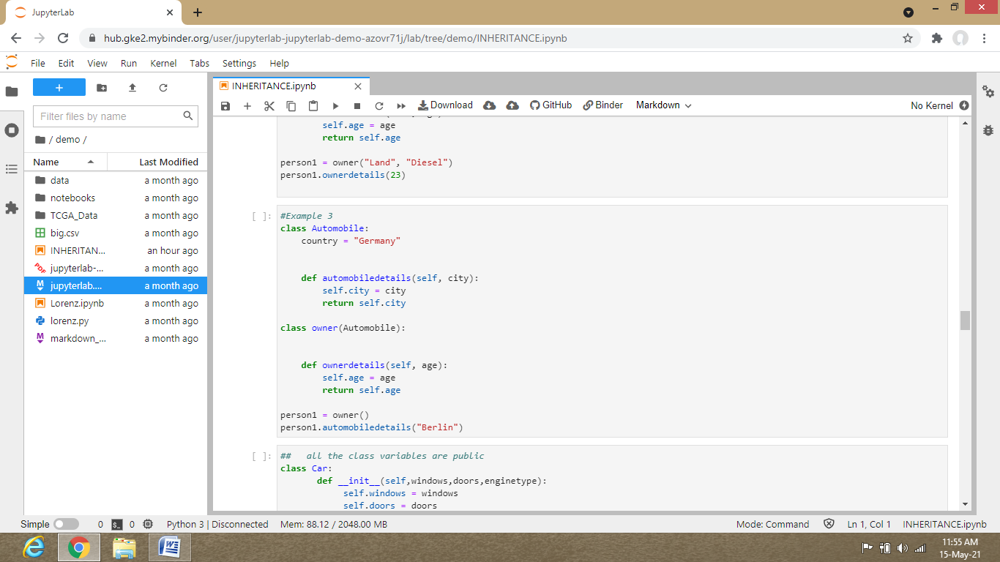 JupyterLab
hub.gke2.mybinder.org/user/jupyterlab-jupyterlab-demo-azovr71j/lab/tree/demo/INHERITANCE.ipynb
File Edit View Run Kernel Tabs Settings Help
INHERITANCE.ipynb
Download GitHub Binder Markdown No Kernel
Filter files by name
/ demo /
Name Last Modified
data a month ago
notebooks a month ago
TCGA_Data a month ago
big.csv a month ago
INHERITAN... an hour ago
jupyterlab-... a month ago
jupyterlab.... a month ago
Lorenz.ipynb a month ago
lorenz.py a month ago
markdown_... a month ago
self.age = age
return self.age
person1 = owner("Land", "Diesel")
person1.ownerdetails(23)
[ ]:
#Example 3
class Automobile:
country = "Germany"
def automobiledetails(self, city):
self.city = city
return self.city
class owner(Automobile):
def ownerdetails(self, age):
self.age = age
return self.age
person1 = owner()
person1.automobiledetails("Berlin")
[ ]:
## all the class variables are public
class Car:
def __init__(self,windows,doors,enginetype):
self.windows = windows
self.doors = doors
Simple 0 $_ 0 Python 3 | Disconnected Mem: 88.12 / 2048.00 MB Mode: Command Ln 1, Col 1 INHERITANCE.ipynb
11:55 AM
15-May-21